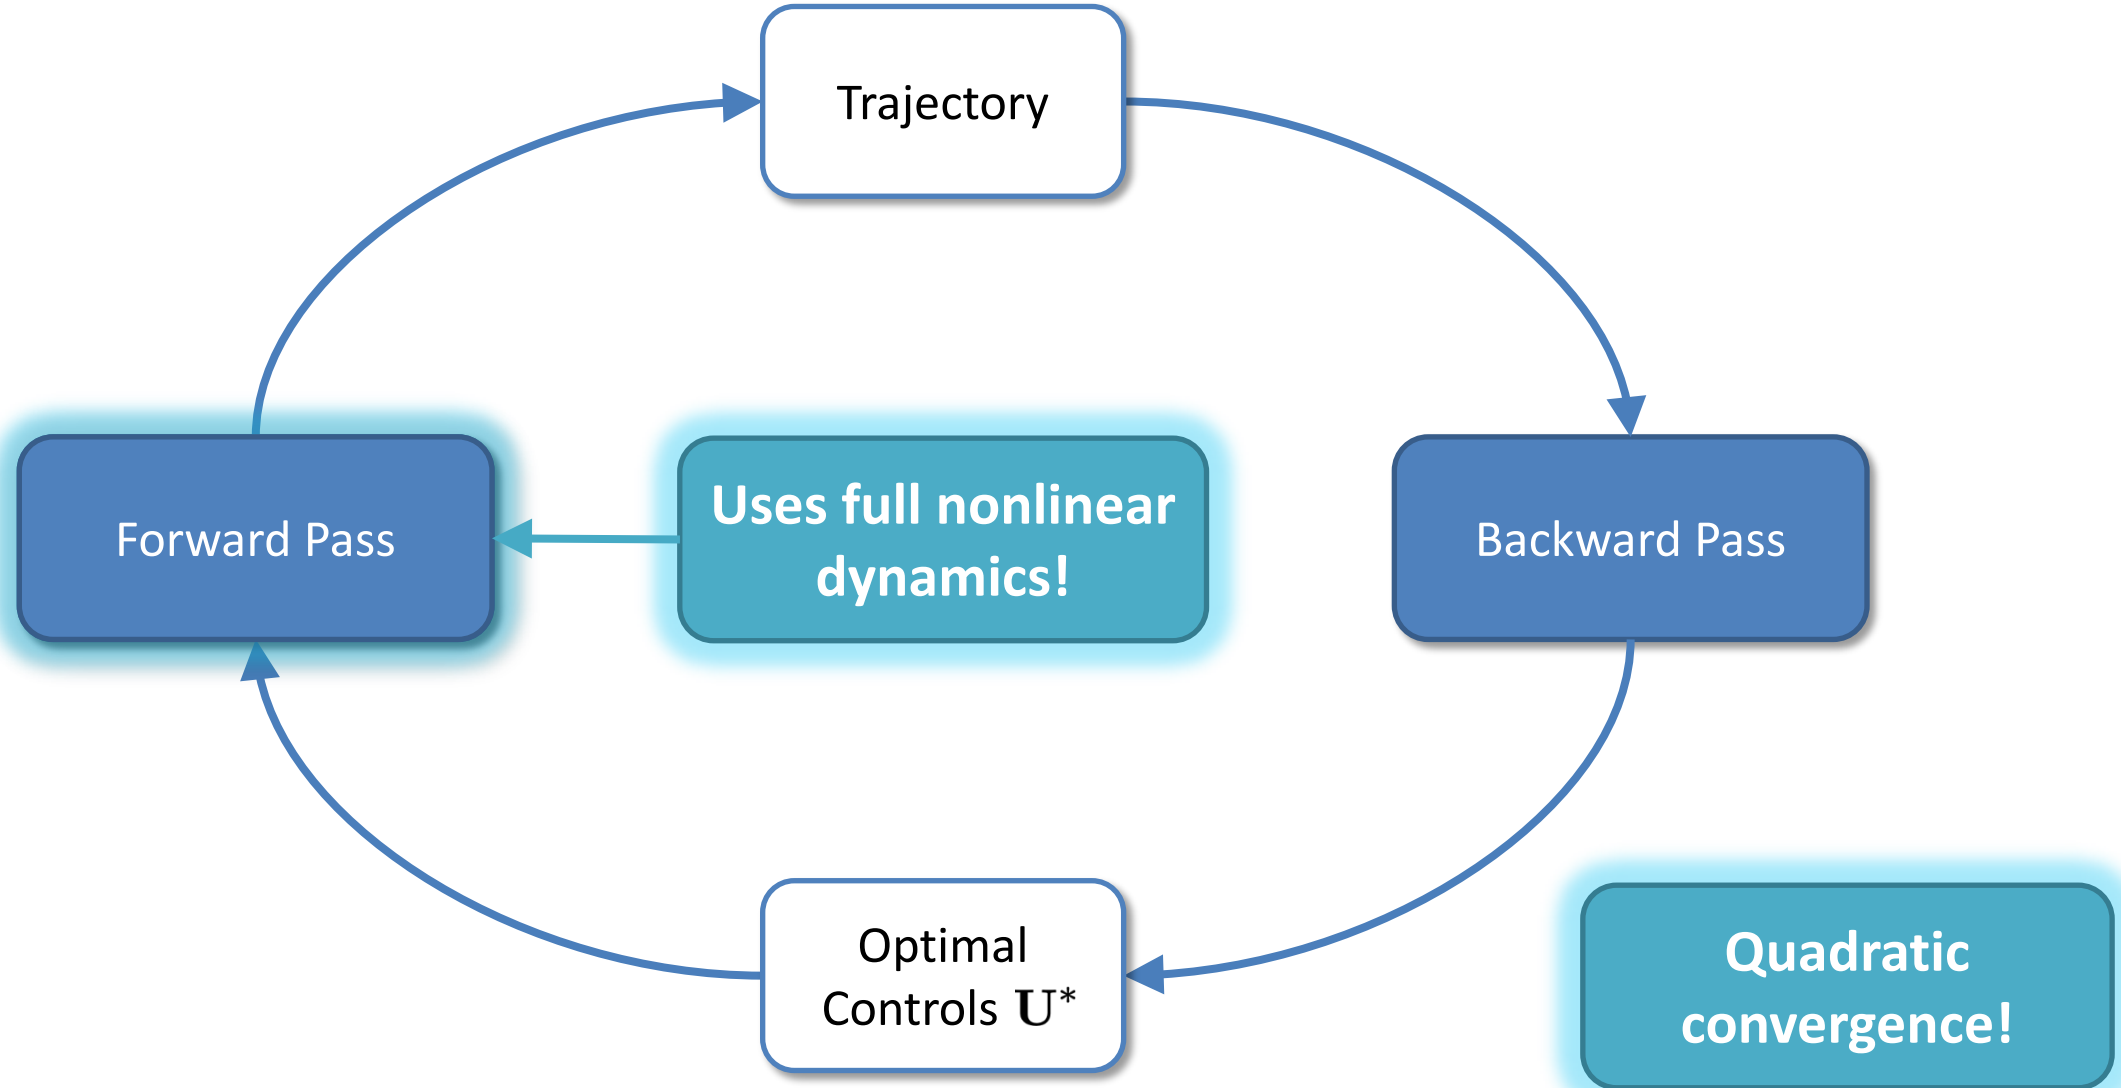 Trajectory
Forward Pass
Uses full nonlinear
dynamics!
Backward Pass
Optimal
Controls U*
Quadratic
convergence!